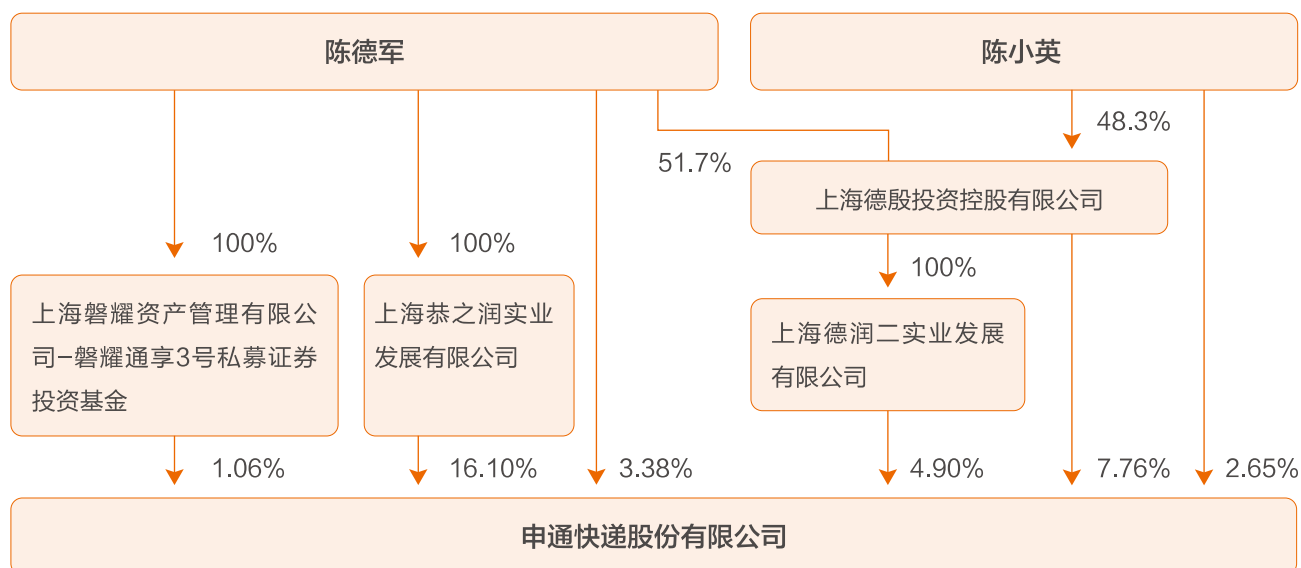 陈德军
陈小英
48.3%
51.7%
上海德殷投资控股有限公司
100%
100%
100%
上海磐耀资产管理有限公
司-磐耀通享3号私募证券
投资基金
上海恭之润实业
发展有限公司
上海德润二实业发展
有限公司
1.06%
16.10%
3.38%
4.90%
7.76%
2.65%
申通快递股份有限公司